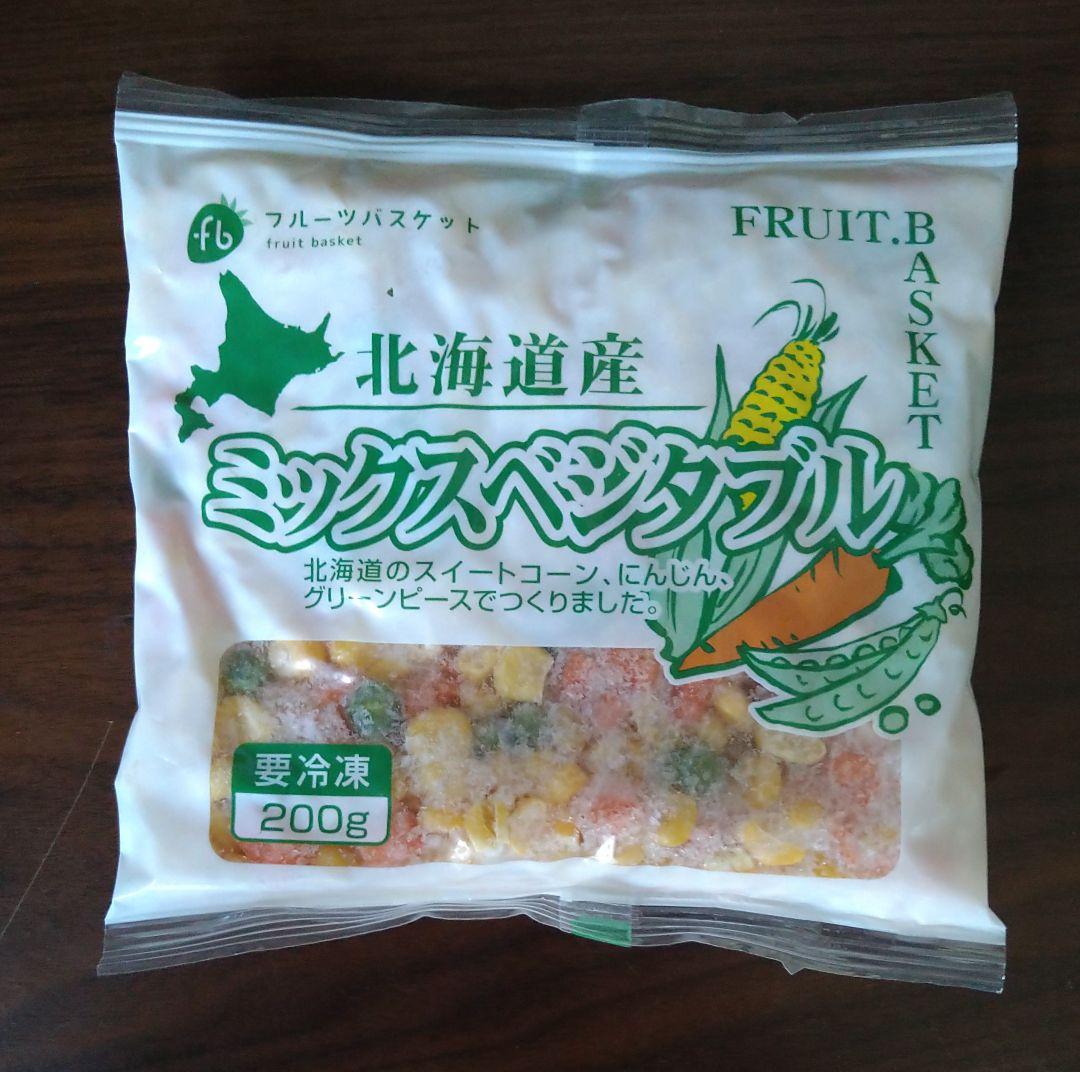 fb
フルーツバスケット
fruit basket
FRUIT.BASKET
北海道産
ミックスベジタブル
北海道のスイートコーン、にんじん、
グリーンピースでつくりました。
要冷凍
200g